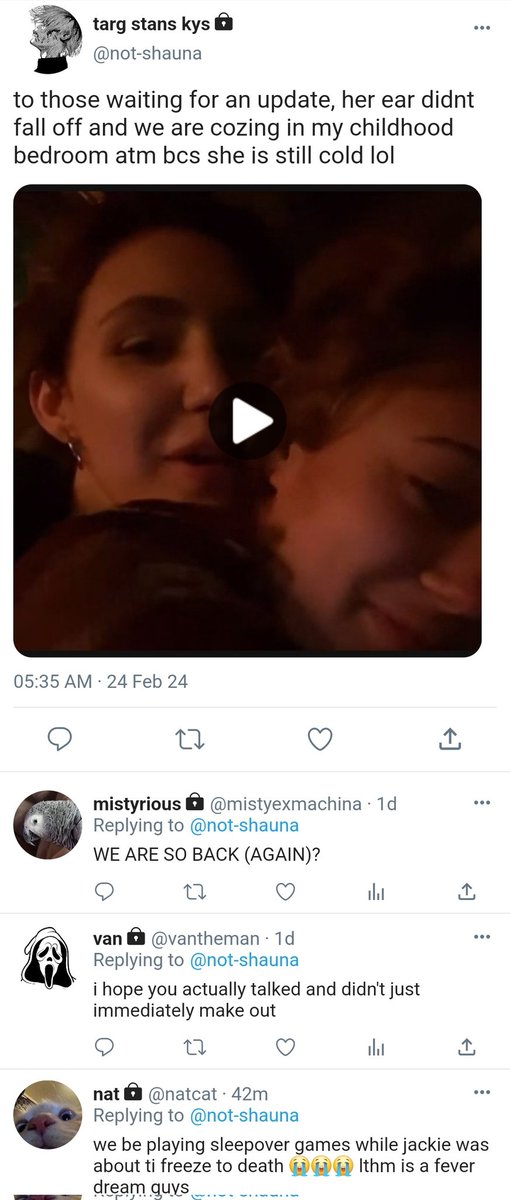 targ stans kys
@not-shauna
to those waiting for an update, her ear didnt
fall off and we are cozing in my childhood
bedroom atm bcs she is still cold lol
05:35 AM · 24 Feb 24
mistyrious @mistyexmachina · 1d
Replying to @not-shauna
WE ARE SO BACK (AGAIN)?
van @vantheman · 1d
Replying to @not-shauna
i hope you actually talked and didn't just
immediately make out
nat @natcat · 42m
Replying to @not-shauna
we be playing sleepover games while jackie was
about ti freeze to death 😭😭😭 lthm is a fever
dream guys